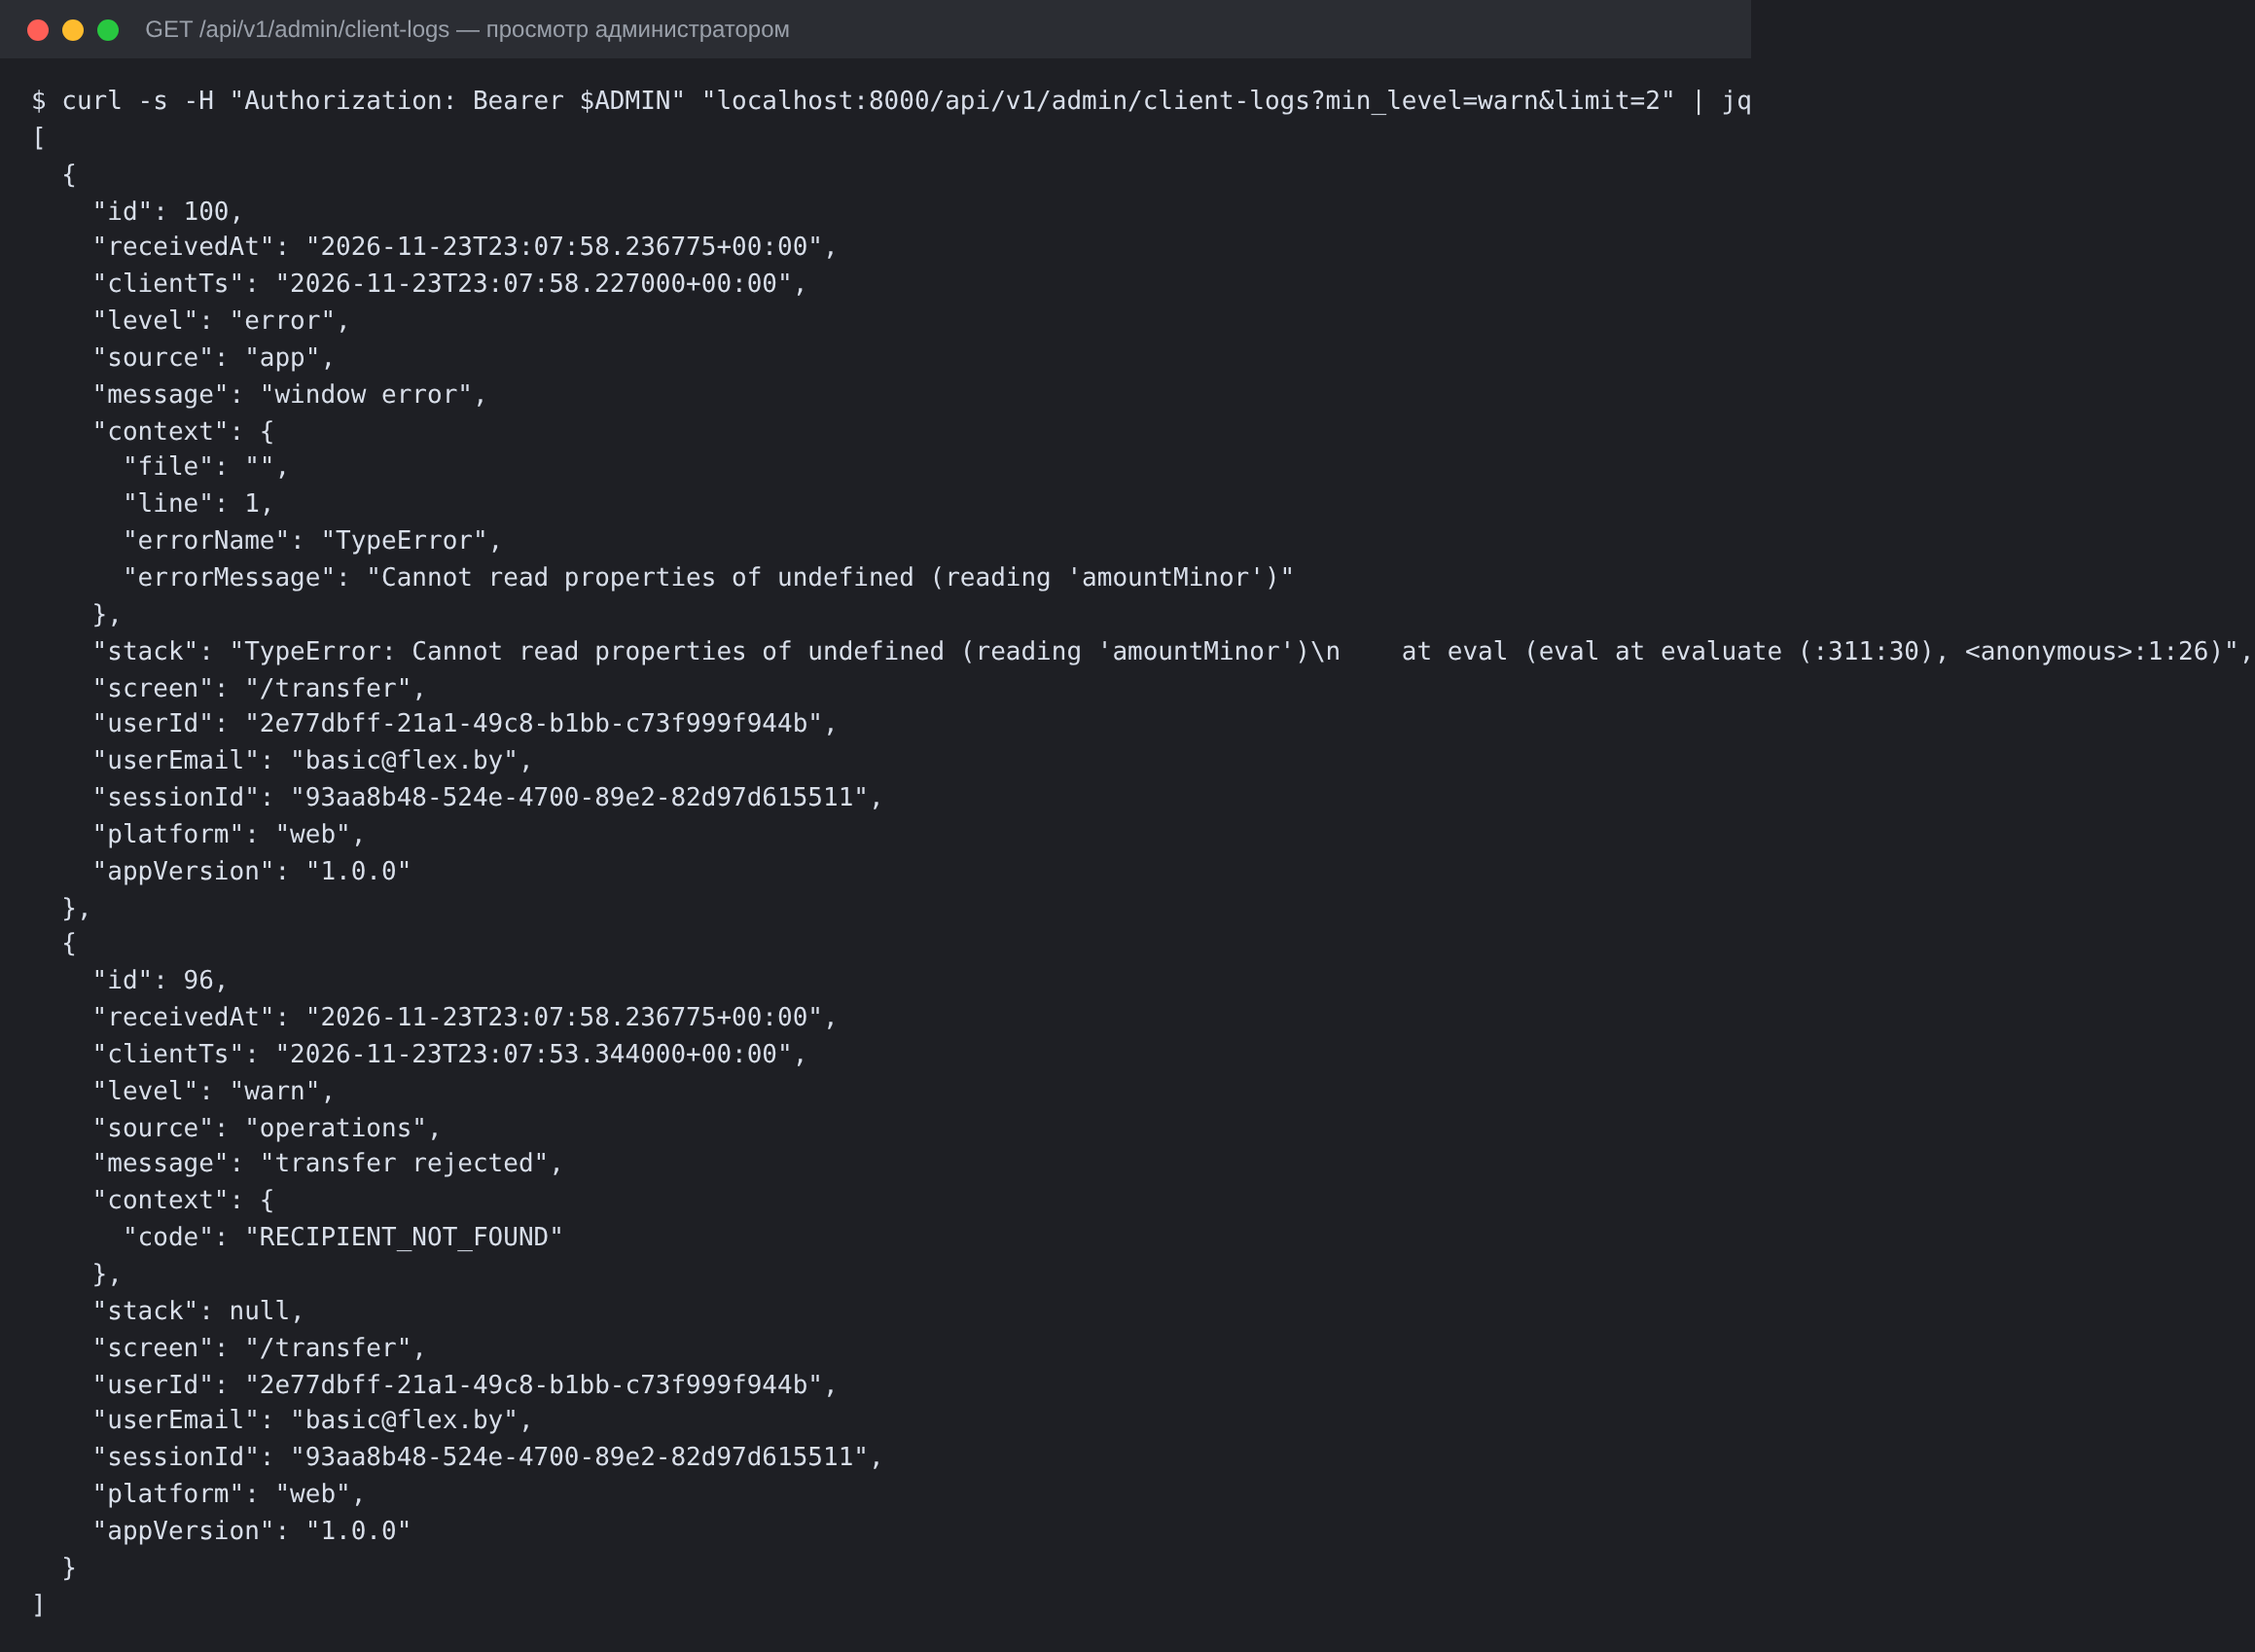 GET /api/v1/admin/client-logs — просмотр администратором
$ curl -s -H "Authorization: Bearer $ADMIN" "localhost:8000/api/v1/admin/client-logs?min_level=warn&limit=2" | jq
[
  {
    "id": 100,
    "receivedAt": "2026-11-23T23:07:58.236775+00:00",
    "clientTs": "2026-11-23T23:07:58.227000+00:00",
    "level": "error",
    "source": "app",
    "message": "window error",
    "context": {
      "file": "",
      "line": 1,
      "errorName": "TypeError",
      "errorMessage": "Cannot read properties of undefined (reading 'amountMinor')"
    },
    "stack": "TypeError: Cannot read properties of undefined (reading 'amountMinor')\n    at eval (eval at evaluate (:311:30), <anonymous>:1:26)",
    "screen": "/transfer",
    "userId": "2e77dbff-21a1-49c8-b1bb-c73f999f944b",
    "userEmail": "basic@flex.by",
    "sessionId": "93aa8b48-524e-4700-89e2-82d97d615511",
    "platform": "web",
    "appVersion": "1.0.0"
  },
  {
    "id": 96,
    "receivedAt": "2026-11-23T23:07:58.236775+00:00",
    "clientTs": "2026-11-23T23:07:53.344000+00:00",
    "level": "warn",
    "source": "operations",
    "message": "transfer rejected",
    "context": {
      "code": "RECIPIENT_NOT_FOUND"
    },
    "stack": null,
    "screen": "/transfer",
    "userId": "2e77dbff-21a1-49c8-b1bb-c73f999f944b",
    "userEmail": "basic@flex.by",
    "sessionId": "93aa8b48-524e-4700-89e2-82d97d615511",
    "platform": "web",
    "appVersion": "1.0.0"
  }
]